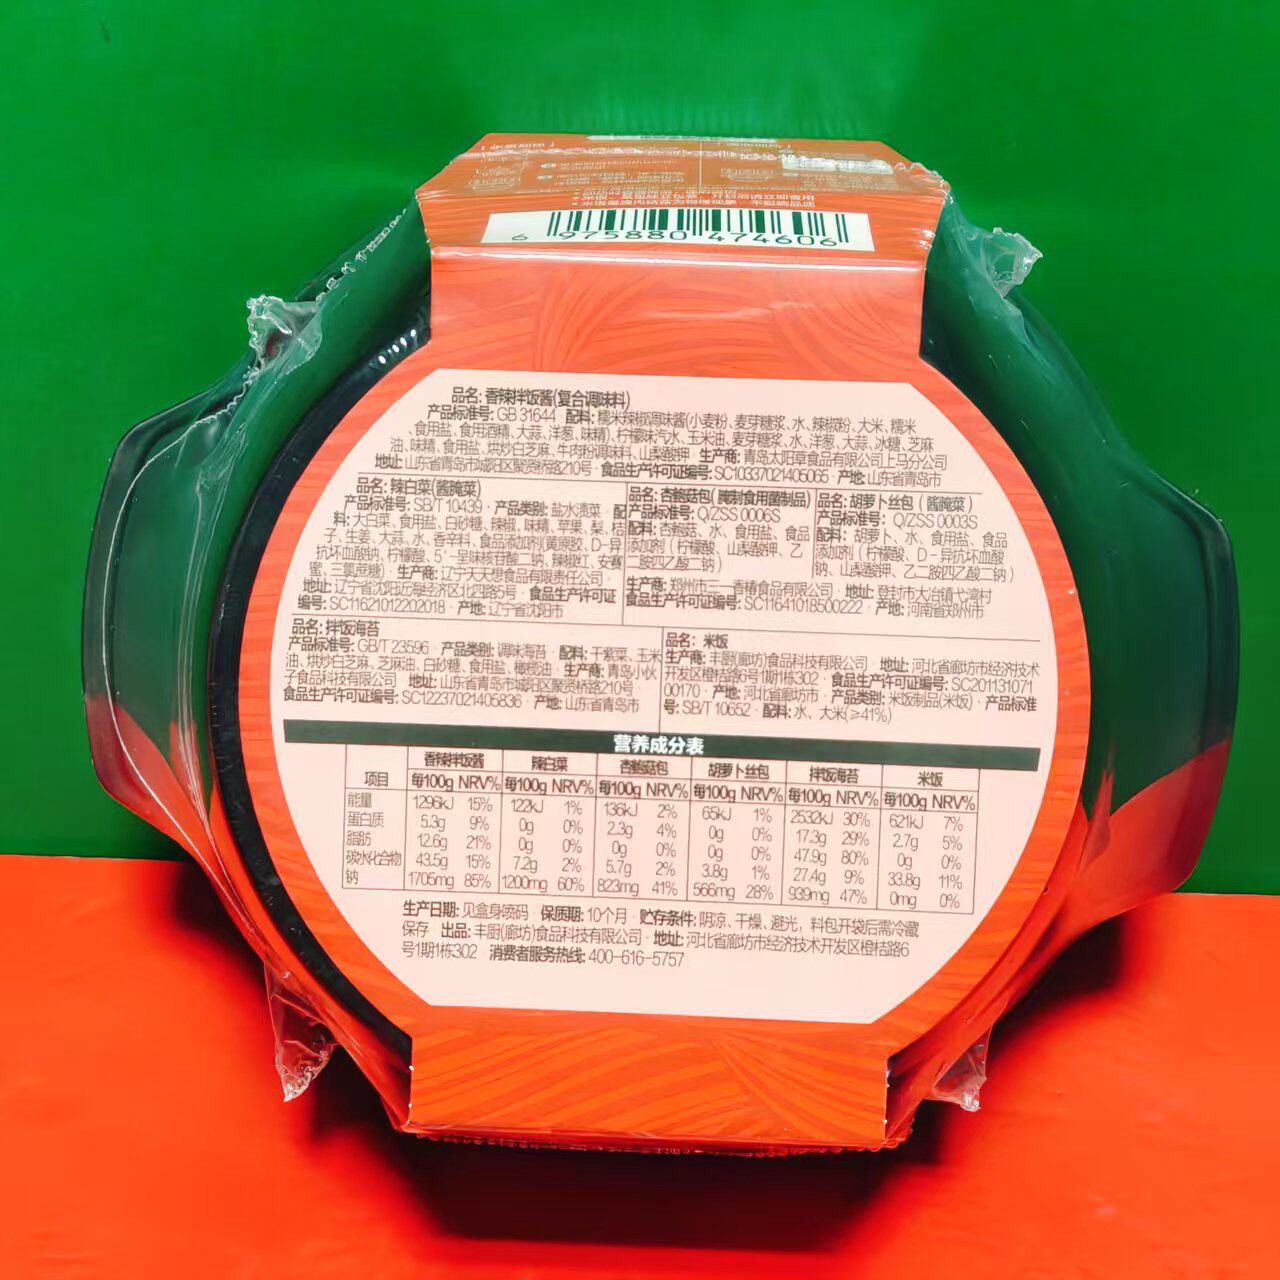 6 975880 474606
品名: 香辣拌饭酱(复合调味料)
产品标准号: GB 31644 配料: 糯米辣椒调味酱(小麦粉、麦芽糖浆、水、辣椒粉、大米、糯米
、食用盐、食用酒精、大蒜、洋葱、味精)、柠檬味汽水、玉米油、麦芽糖浆、水、洋葱、大蒜、冰糖、芝麻
油、味精、食用盐、烘炒白芝麻、牛肉粉调味料、山梨酸钾 生产商: 青岛太阳草食品有限公司上马分公司
地址: 山东省青岛市城阳区聚贤桥路210号 · 食品生产许可证编号: SC10337021405065 · 产地: 山东省青岛市
品名: 辣白菜(酱腌菜)
产品标准号: SB/T 10439 · 产品类别: 盐水渍菜 · 配
料: 大白菜、食用盐、白砂糖、辣椒、味精、苹果、梨、桔
子、生姜、大蒜、水、香辛料、食品添加剂(黄原胶、D-异
抗坏血酸钠、柠檬酸、5'-呈味核苷酸二钠、辣椒红、安赛
蜜、三氯蔗糖) · 生产商: 辽宁天天想食品有限责任公司 ·
地址: 辽宁省沈阳近海经济区北四路5号 · 食品生产许可证
编号: SC11621012202018 · 产地: 辽宁省沈阳市
品名: 杏鲍菇包(腌制食用菌制品)
产品标准号: Q/ZSS 0006S
配料: 杏鲍菇、水、食用盐、食品
添加剂（柠檬酸、山梨酸钾、乙
二胺四乙酸二钠）
品名: 胡萝卜丝包（酱腌菜）
产品标准号: Q/ZSS 0003S
配料: 胡萝卜、水、食用盐、食品
添加剂（柠檬酸、D-异抗坏血酸
钠、山梨酸钾、乙二胺四乙酸二钠）
生产商: 郑州市二一香椿食品有限公司 · 地址: 登封市大冶镇弋湾村
食品生产许可证编号: SC11641018500222 · 产地: 河南省郑州市
品名: 拌饭海苔
产品标准号: GB/T 23596 · 产品类别: 调味海苔 · 配料: 干紫菜、玉米
油、烘炒白芝麻、芝麻油、白砂糖、食用盐、橄榄油 · 生产商: 青岛小伙
子食品科技有限公司 · 地址: 山东省青岛市城阳区聚贤桥路210号 ·
食品生产许可证编号: SC12237021405836 · 产地: 山东省青岛市
品名: 米饭
生产商: 丰厨(廊坊)食品科技有限公司 · 地址: 河北省廊坊市经济技术
开发区橙桔路6号1期1栋302 · 食品生产许可证编号: SC201131071
00170 · 产地: 河北省廊坊市 · 产品类别: 米饭制品(米饭) · 产品标准
号: SB/T 10652 · 配料: 水、大米(≥41%)
营养成分表
项目 香辣拌饭酱 辣白菜 杏鲍菇包 胡萝卜丝包 拌饭海苔 米饭
每100g NRV% 每100g NRV% 每100g NRV% 每100g NRV% 每100g NRV% 每100g NRV%
能量 1296kJ 15% 122kJ 1% 136kJ 2% 65kJ 1% 2532kJ 30% 621kJ 7%
蛋白质 5.3g 9% 0g 0% 2.3g 4% 0g 0% 17.3g 29% 2.7g 5%
脂肪 12.6g 21% 0g 0% 0g 0% 0g 0% 47.9g 80% 0g 0%
碳水化合物 43.5g 15% 7.2g 2% 5.7g 2% 3.8g 1% 27.4g 9% 33.8g 11%
钠 1705mg 85% 1200mg 60% 823mg 41% 566mg 28% 939mg 47% 0mg 0%
生产日期: 见盒身喷码 · 保质期: 10个月 · 贮存条件: 阴凉、干燥、避光，料包开袋后需冷藏
保存 · 出品: 丰厨(廊坊)食品科技有限公司 · 地址: 河北省廊坊市经济技术开发区橙桔路6
号1期1栋302 消费者服务热线: 400-616-5757